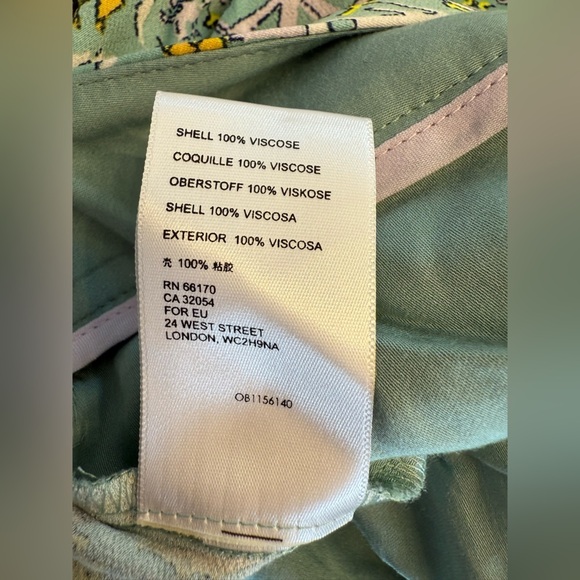 SHELL 100% VISCOSE
COQUILLE 100% VISCOSE
OBERSTOFF 100% VISKOSE
SHELL 100% VISCOSA
EXTERIOR 100% VISCOSA
壳 100% 粘胶
RN 66170
CA 32054
FOR EU
24 WEST STREET
LONDON, WC2H9NA
OB1156140